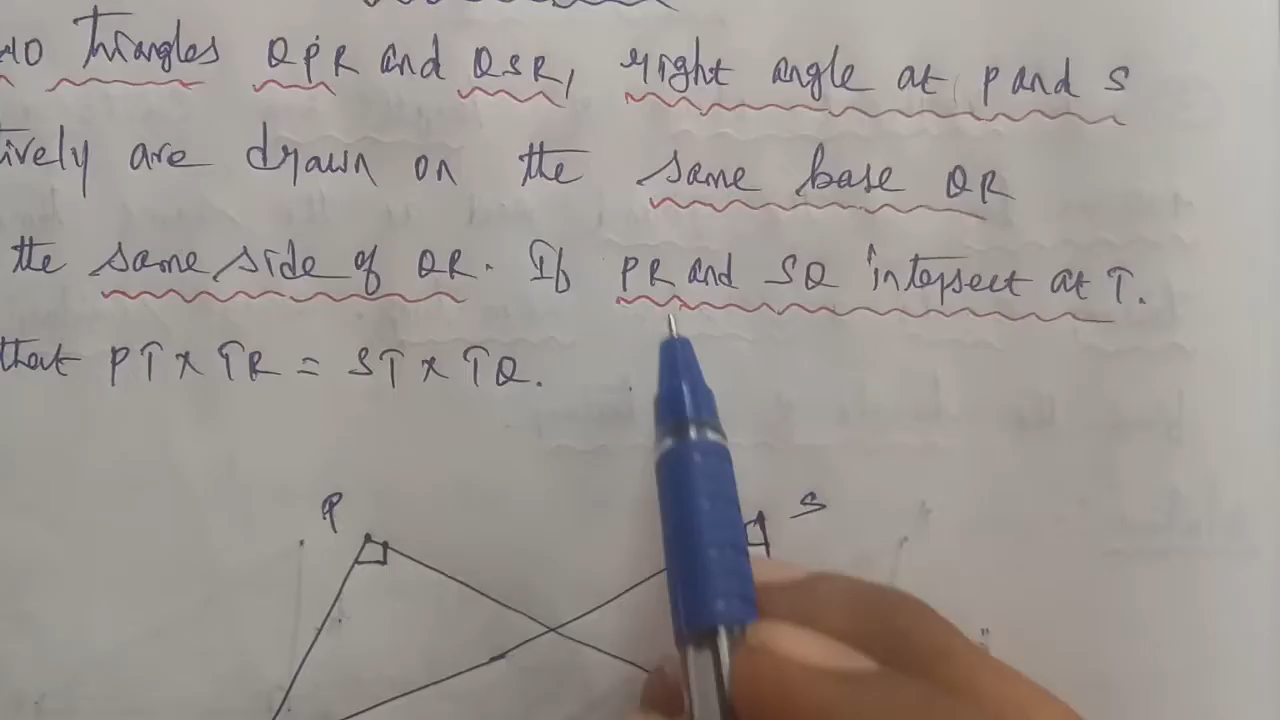 Triangles QPR and QSR, right angle at P and S
are drawn on the same base QR
the same side of QR. If PR and SQ intersect at T.
that PT × TR = ST × TQ.
P
S